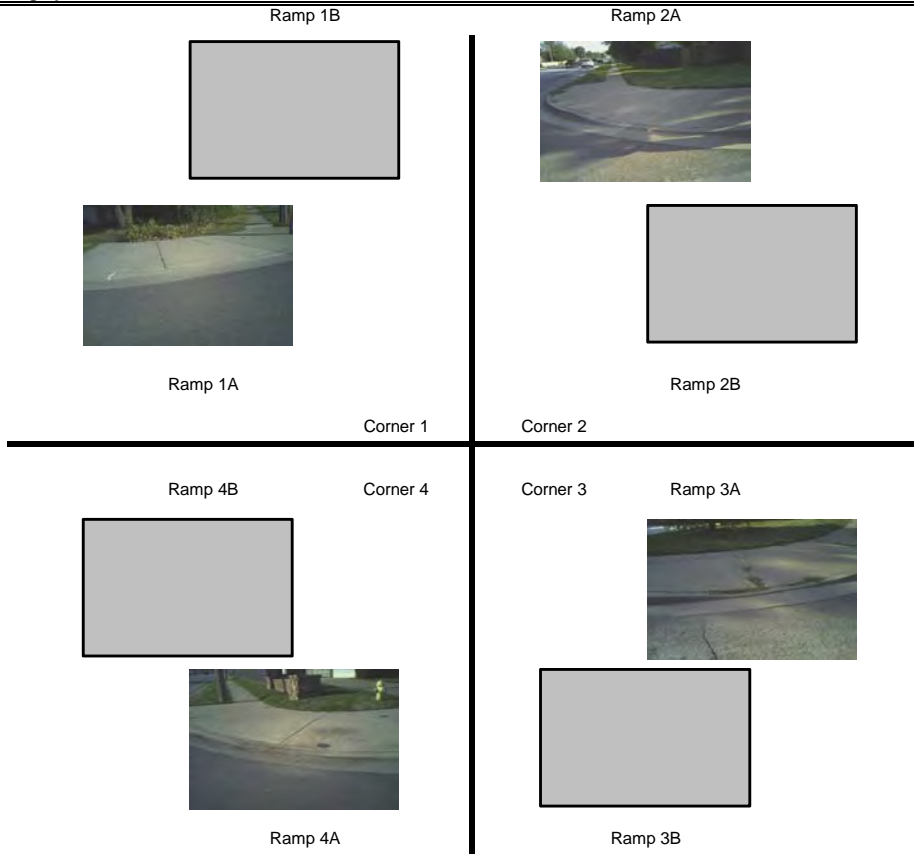 Ramp 1B
Ramp 2A
Ramp 1A
Ramp 2B
Corner 1
Corner 2
Ramp 4B
Corner 4
Corner 3
Ramp 3A
Ramp 4A
Ramp 3B